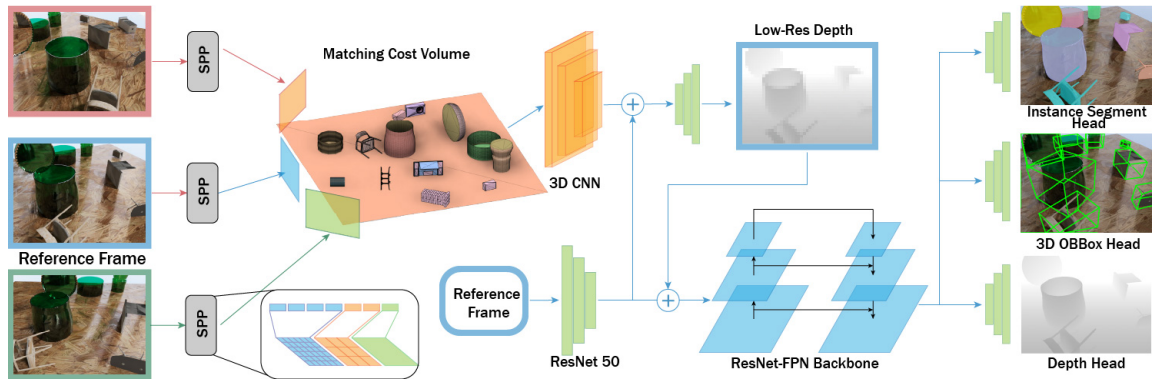 SPP
Matching Cost Volume
SPP
Reference Frame
SPP
3D CNN
Low-Res Depth
Reference
Frame
ResNet 50
ResNet-FPN Backbone
Instance Segment
Head
3D OBBox Head
Depth Head